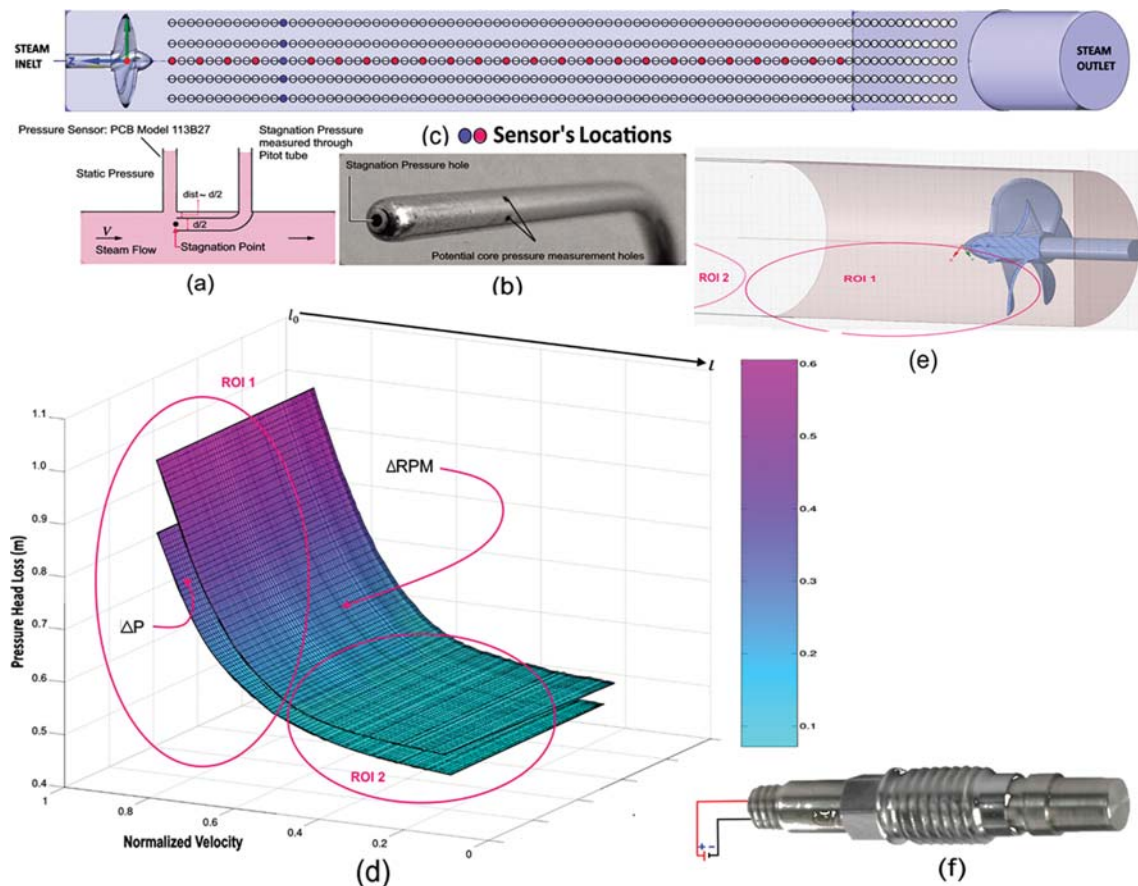 STEAM
INELT
Z
STEAM
OUTLET
(c) Sensor's Locations
Pressure Sensor: PCB Model 113B27
Stagnation Pressure
measured through
Pitot tube
Static Pressure
dist~ d/2
d/2
V
Steam Flow
Stagnation Point
(a)
Stagnation Pressure hole
Potential core pressure measurement holes
(b)
ROI 2
ROI 1
(e)
l₀
l
ROI 1
ΔRPM
ΔP
ROI 2
Pressure Head Loss (m)
1.1
1.0
0.9
0.8
0.7
0.6
0.5
0.4
1
0.8
0.6
0.4
0.2
0
Normalized Velocity
(d)
0.6
0.5
0.4
0.3
0.2
0.1
+ -
(f)